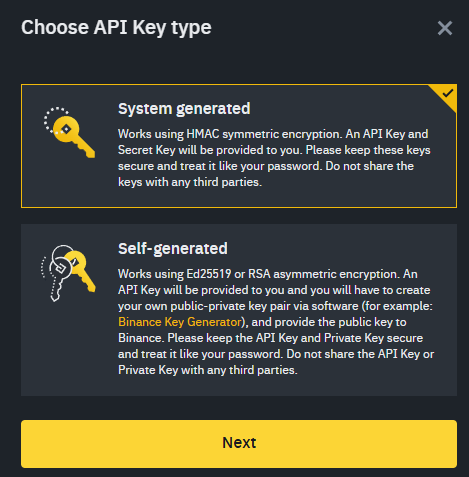 Choose API Key type
System generated
Works using HMAC symmetric encryption. An API Key and
Secret Key will be provided to you. Please keep these keys
secure and treat it like your password. Do not share the
keys with any third parties.
Self-generated
Works using Ed25519 or RSA asymmetric encryption. An
API Key will be provided to you and you will have to create
your own public-private key pair via software (for example:
Binance Key Generator), and provide the public key to
Binance. Please keep the API Key and Private Key secure
and treat it like your password. Do not share the API Key or
Private Key with any third parties.
Next